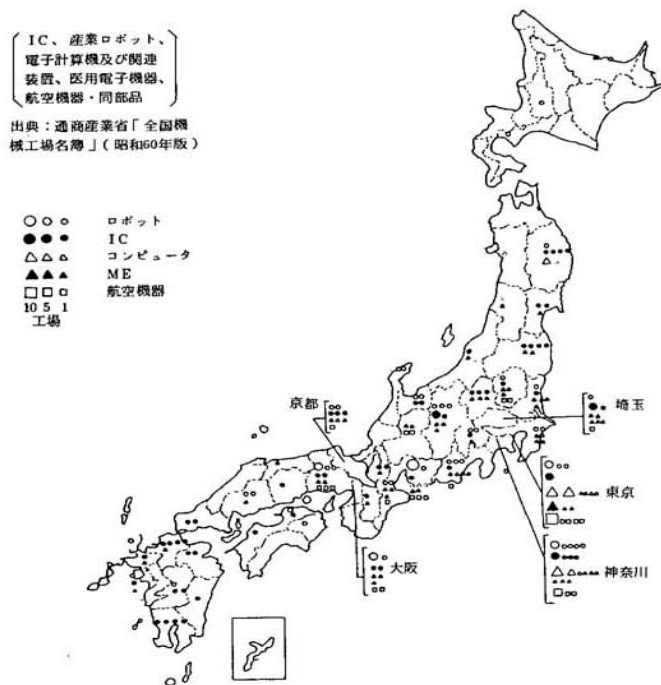 IC、産業ロボット、
電子計算機及び関連
装置、医用電子機器、
航空機器・同部品
出典:通商産業省「全国機
械工場名簿」(昭和60年版)
ロボット
IC
コンピュータ
ME
航空機器
10 5 1
工場
京都
埼玉
東京
大阪
神奈川